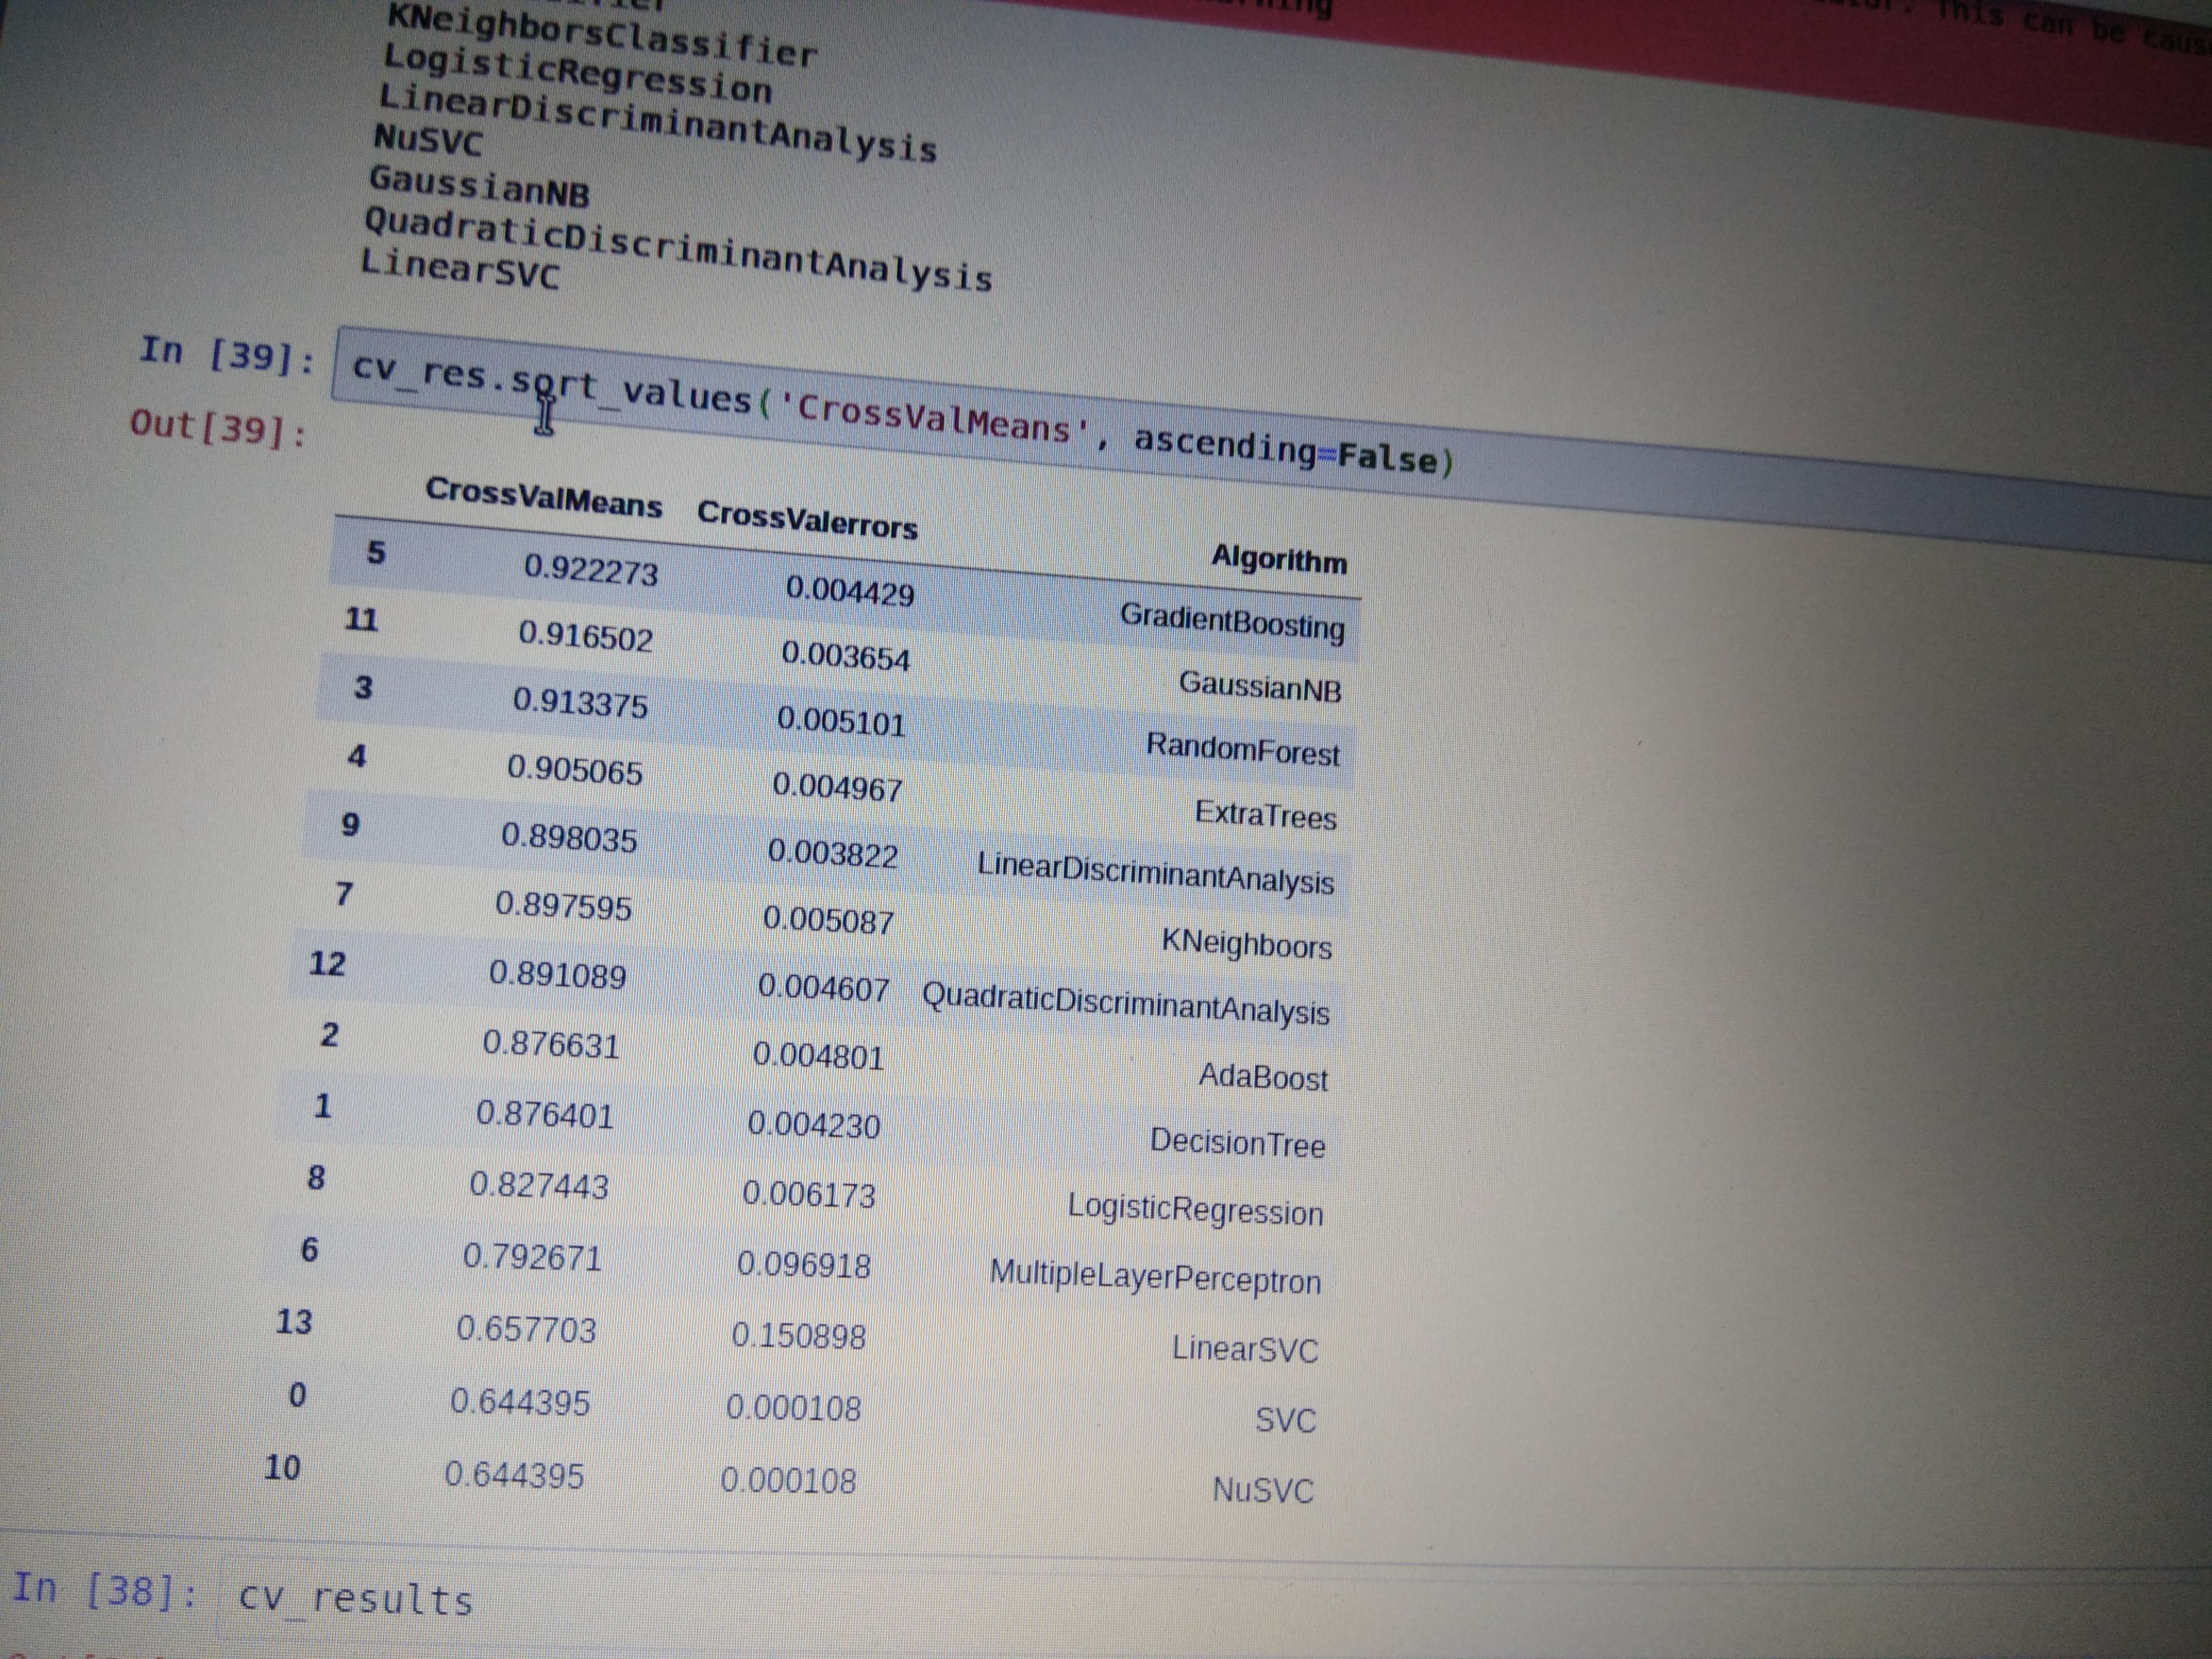 This can be
KNeighborsClassifier
LogisticRegression
LinearDiscriminantAnalysis
NuSVC
GaussianNB
QuadraticDiscriminantAnalysis
LinearSVC
In [39]: cv_res.sort_values('CrossValMeans', ascending=False)
Out[39]:
CrossValMeans CrossValerrors Algorithm
5 0.922273 0.004429 GradientBoosting
11 0.916502 0.003654 GaussianNB
3 0.913375 0.005101 RandomForest
4 0.905065 0.004967 ExtraTrees
9 0.898035 0.003822 LinearDiscriminantAnalysis
7 0.897595 0.005087 KNeighboors
12 0.891089 0.004607 QuadraticDiscriminantAnalysis
2 0.876631 0.004801 AdaBoost
1 0.876401 0.004230 DecisionTree
8 0.827443 0.006173 LogisticRegression
6 0.792671 0.096918 MultipleLayerPerceptron
13 0.657703 0.150898 LinearSVC
0 0.644395 0.000108 SVC
10 0.644395 0.000108 NuSVC
In [38]: cv_results